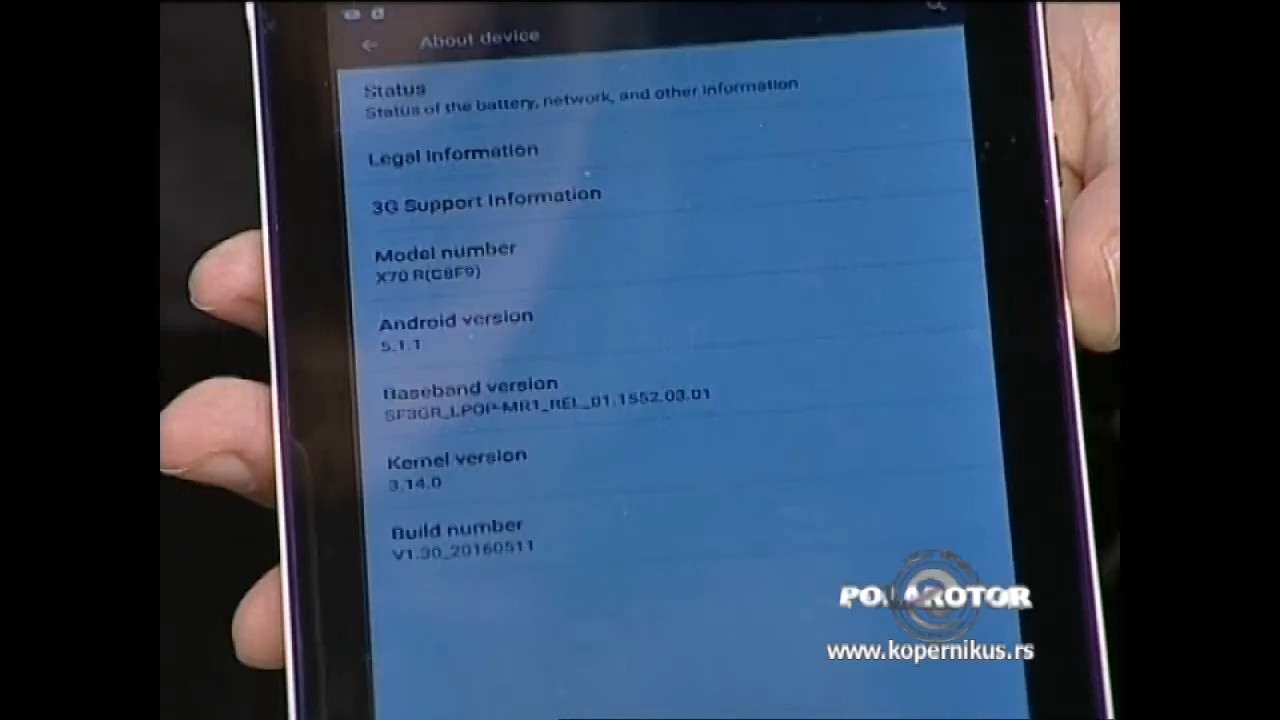 About device
Status
Status of the battery, network, and other information
Legal information
3G Support Information
Model number
X70 R(C8F9)
Android version
5.1.1
Baseband version
SF3GR_LPOP-MR1_REL_01.1552.03.01
Kernel version
3.14.0
Build number
V1.30_20160511
POLAROTOR
www.kopernikus.rs